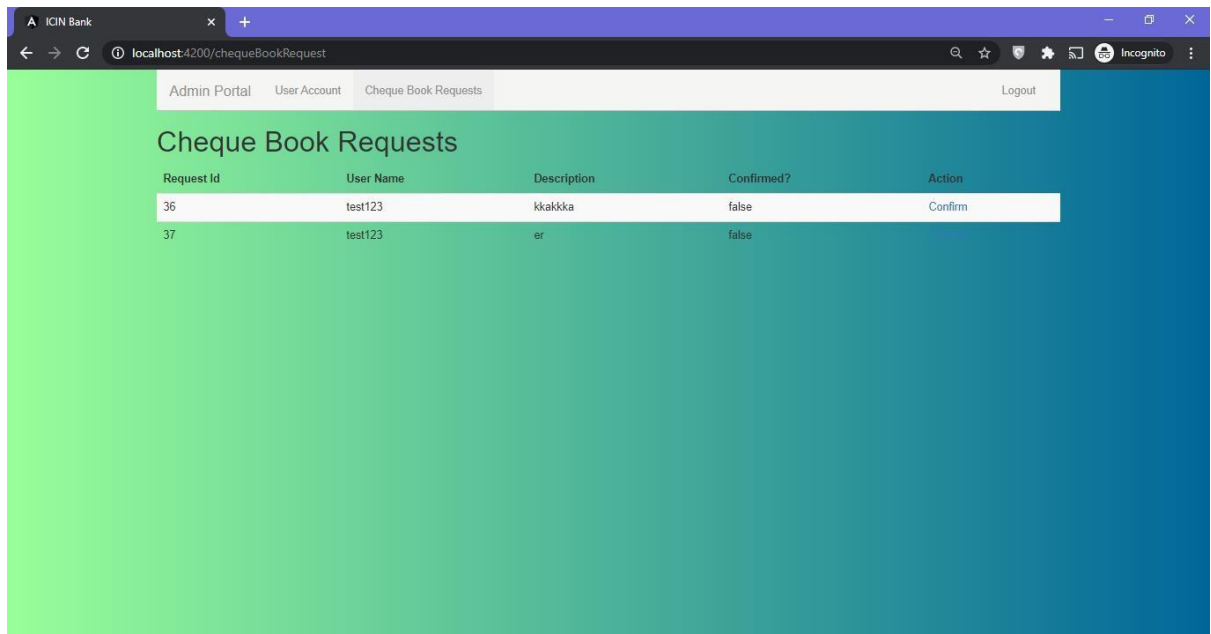 ICIN Bank
localhost:4200/chequeBookRequest
Incognito
Admin Portal User Account Cheque Book Requests Logout
Cheque Book Requests
Request Id User Name Description Confirmed? Action
36 test123 kkakkka false Confirm
37 test123 er false